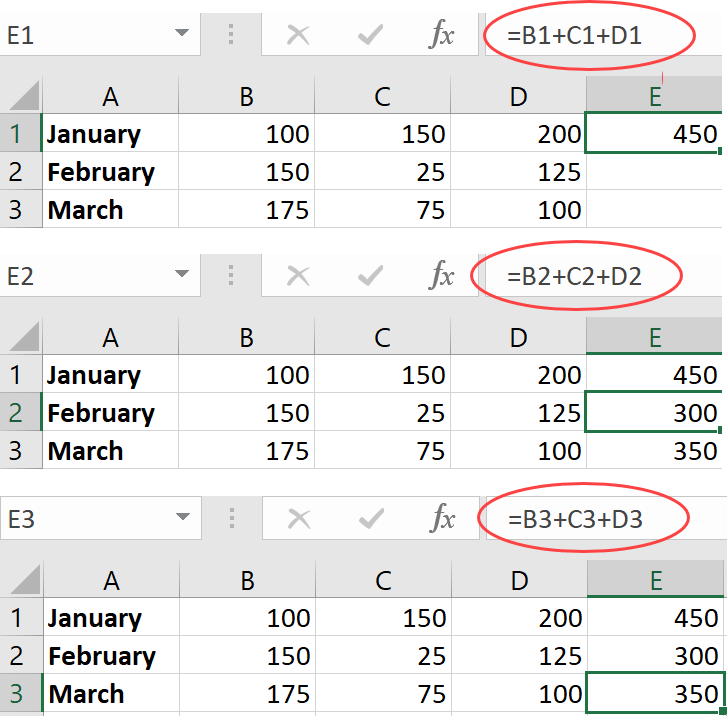 E1 fx =B1+C1+D1
A B C D E
1 January 100 150 200 450
2 February 150 25 125
3 March 175 75 100
E2 fx =B2+C2+D2
A B C D E
1 January 100 150 200 450
2 February 150 25 125 300
3 March 175 75 100 350
E3 fx =B3+C3+D3
A B C D E
1 January 100 150 200 450
2 February 150 25 125 300
3 March 175 75 100 350